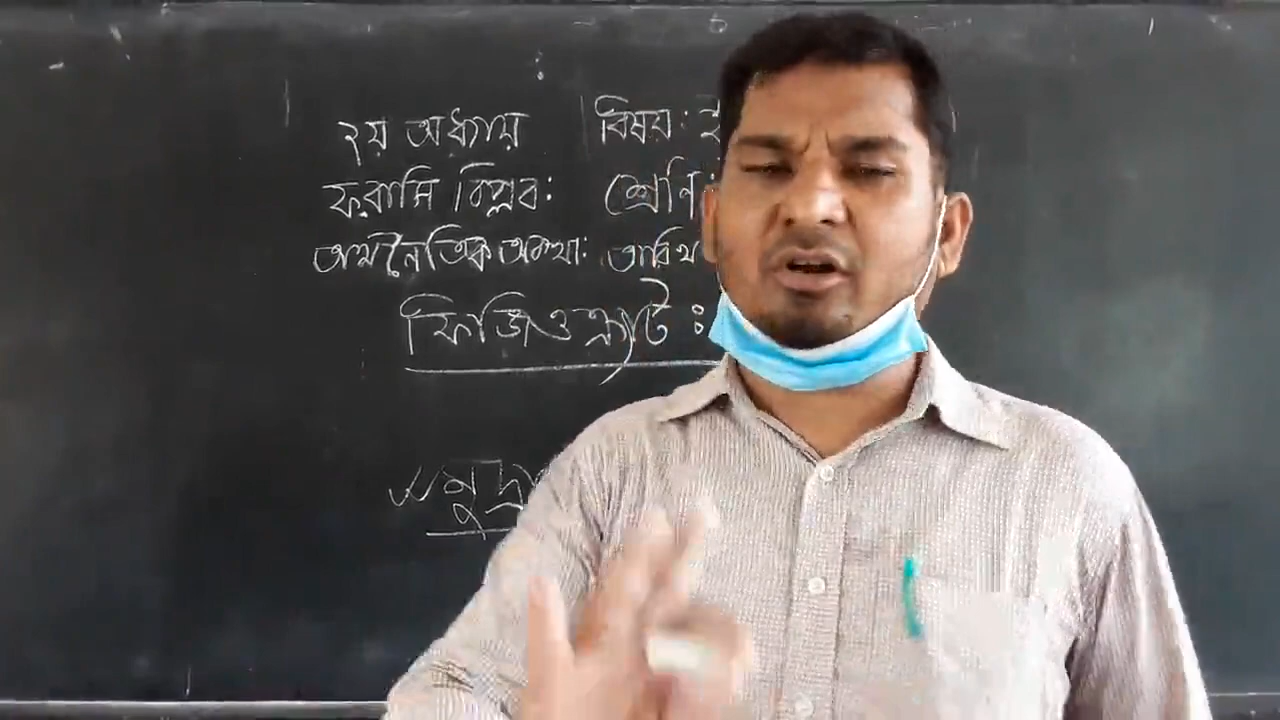 ২য় অধ্যায় বিষয়:
ফরাসি বিপ্লব: শ্রেণি:
অর্থনৈতিক অবস্থা: তারিখ
ফিজিওক্র্যাট :